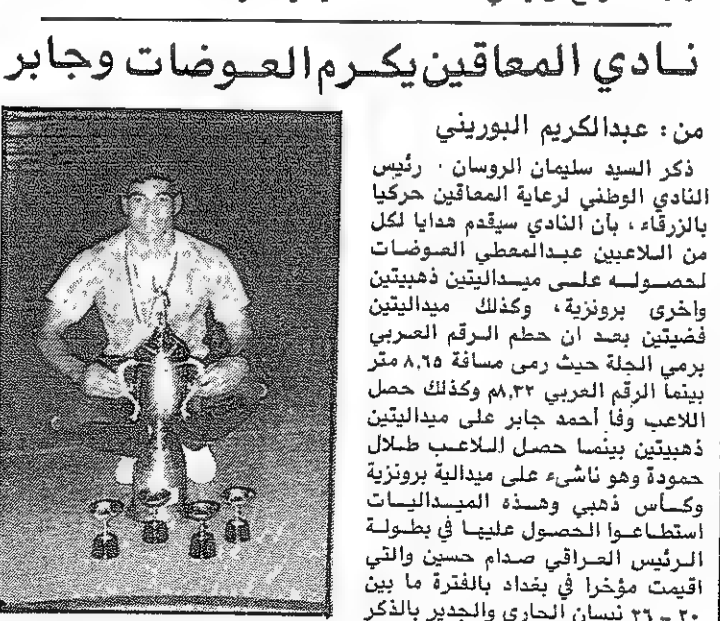 نادي المعاقين يكرم العوضات وجابر
من: عبدالكريم البوريني
ذكر السيد سليمان الروسان . رئيس
النادي الوطني لرعاية المعاقين حركيا
بالزرقاء، بأن النادي سيقدم هدايا لكل
من اللاعبين عبدالمعطي العوضات
لحصوله على ميداليتين ذهبيتين
واخرى برونزية، وكذلك ميداليتين
فضيتين بعد ان حطم الرقم العربي
برمي الجلة حيث رمى مسافة ٨,٦٥ متر
بينما الرقم العربي ٨,٣٢م وكذلك حصل
اللاعب وفا أحمد جابر على ميداليتين
ذهبيتين بينما حصل اللاعب طلال
حمودة وهو ناشىء على ميدالية برونزية
وكأس ذهبي وهذه الميداليات
استطاعوا الحصول عليها في بطولة
الرئيس العراقي صدام حسين والتي
اقيمت مؤخرا في بغداد بالفترة ما بين
٢٠ - ٢٦ نيسان الجاري والجدير بالذكر